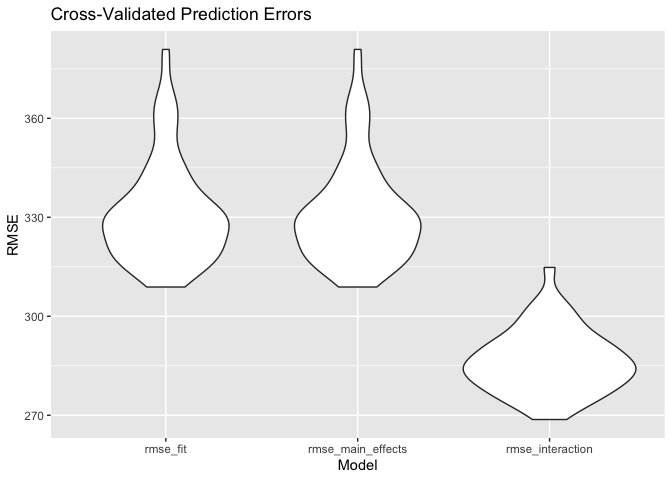 Cross-Validated Prediction Errors
RMSE
360
330
300
270
rmse_fit
rmse_main_effects
rmse_interaction
Model